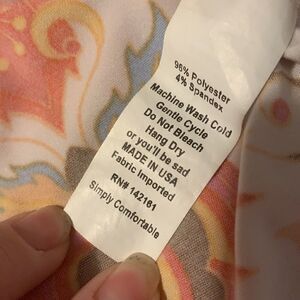 96% Polyester
4% Spandex
Machine Wash Cold
Gentle Cycle
Do Not Bleach
Hang Dry
or you'll be sad
MADE IN USA
Fabric Imported
RN# 142161
Simply Comfortable